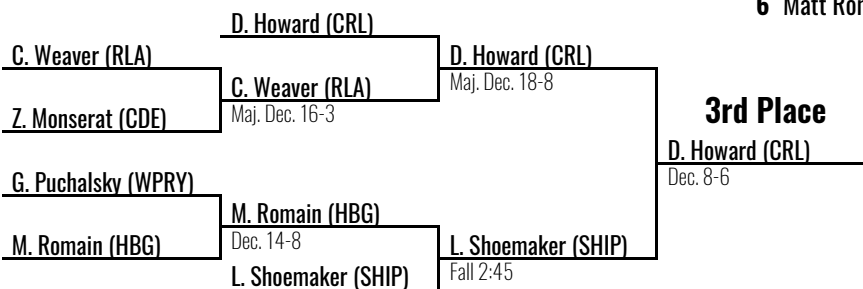 6 Matt
D. Howard (CRL)
C. Weaver (RLA)
D. Howard (CRL)
Maj. Dec. 18-8
C. Weaver (RLA)
Maj. Dec. 16-3
Z. Monserat (CDE)
3rd Place
D. Howard (CRL)
Dec. 8-6
G. Puchalsky (WPRY)
M. Romain (HBG)
Dec. 14-8
M. Romain (HBG)
L. Shoemaker (SHIP)
Fall 2:45
L. Shoemaker (SHIP)